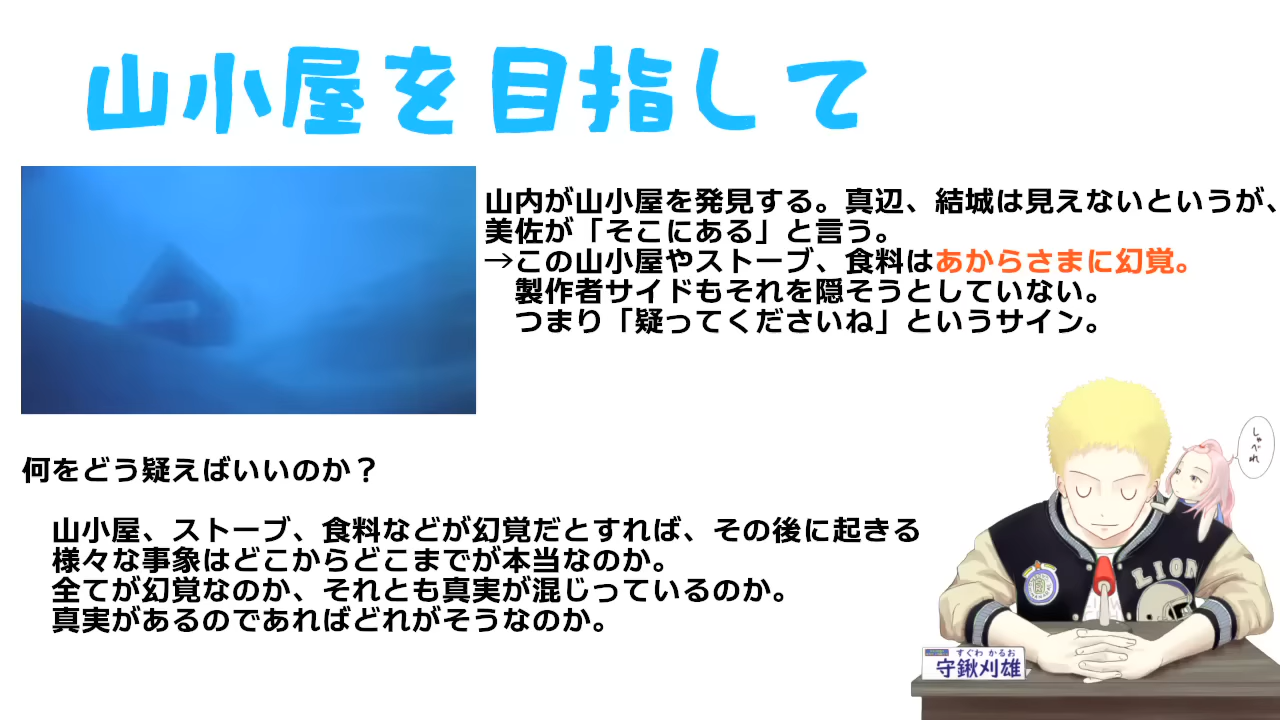 山小屋を目指して
山内が山小屋を発見する。真辺、結城は見えないというが、
美佐が「そこにある」と言う。
→この山小屋やストーブ、食料はあからさまに幻覚。
製作者サイドもそれを隠そうとしていない。
つまり「疑ってくださいね」というサイン。
何をどう疑えばいいのか？
山小屋、ストーブ、食料などが幻覚だとすれば、その後に起きる
様々な事象はどこからどこまでが本当なのか。
全てが幻覚なのか、それとも真実が混じっているのか。
真実があるのであればどれがそうなのか。
しゃべれ
LION
すぐわ かるお
守鍬刈雄